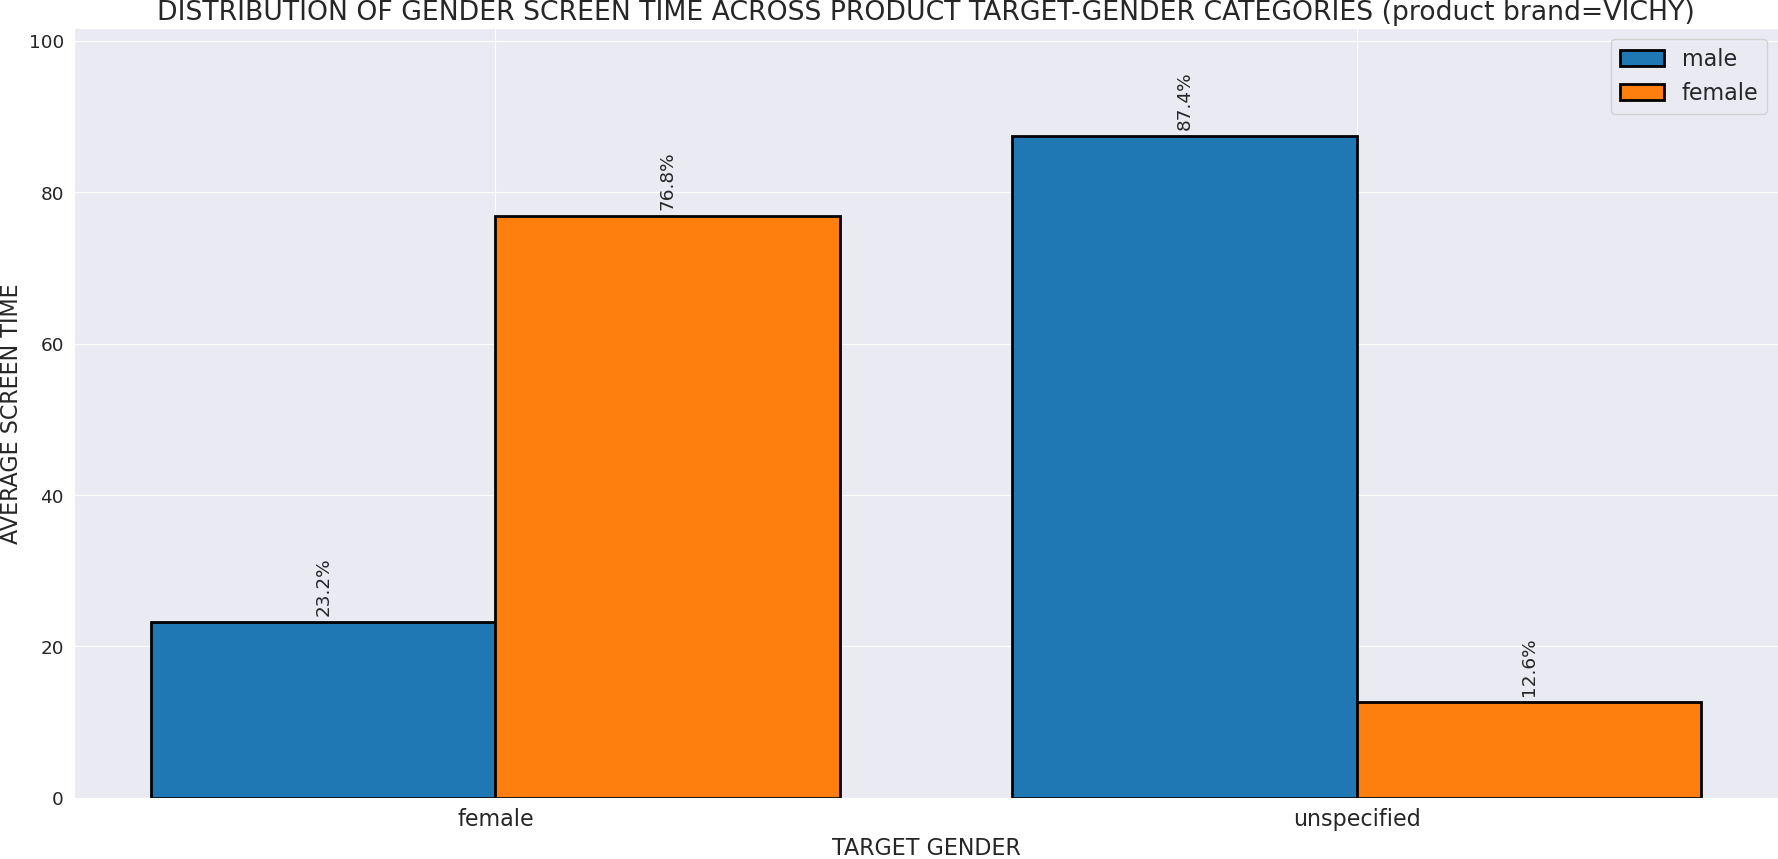 DISTRIBUTION OF GENDER SCREEN TIME ACROSS PRODUCT TARGET-GENDER CATEGORIES (product brand=VICHY)
male
female
100
80
60
40
20
0
AVERAGE SCREEN TIME
23.2%
76.8%
87.4%
12.6%
female
unspecified
TARGET GENDER